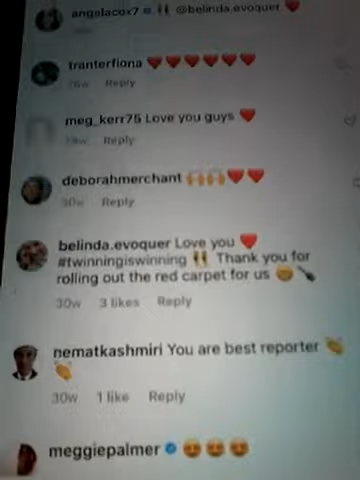 angelacox7 👯 @belinda.evoquer ❤️
tranterfiona ❤️❤️❤️❤️❤️❤️
Reply
meg_kerr75 Love you guys ❤️
Reply
deborahmerchant 🙌🙌❤️❤️
30w Reply
belinda.evoquer Love you ❤️
#twinningiswinning 👯 Thank you for
rolling out the red carpet for us 😊🎤
30w 3 likes Reply
nematkashmiri You are best reporter 👏
👏
30w 1 like Reply
meggiepalmer 😍😍😍